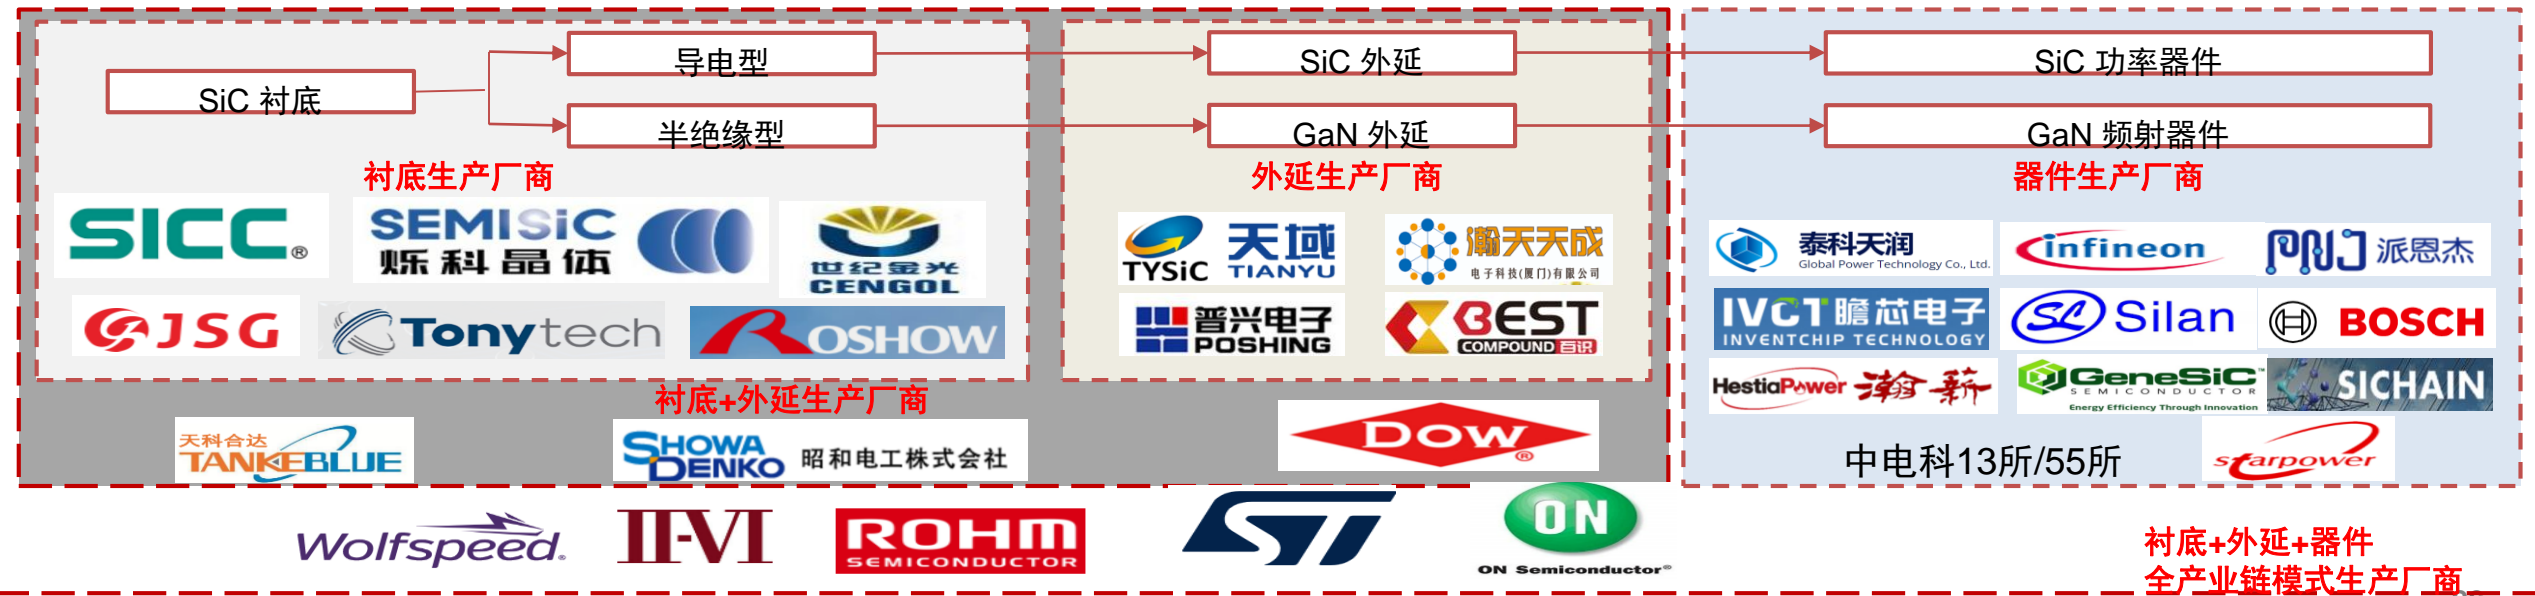 SiC 衬底
导电型
半绝缘型
SiC 外延
GaN 外延
SiC 功率器件
GaN 频射器件
衬底生产厂商
外延生产厂商
器件生产厂商
SICC®
SEMISiC
烁科晶体
世纪金光
CENGOL
JSG
Tonytech
ROSHOW
TYSiC
天域
TIANYU
瀚天天成
电子科技(厦门)有限公司
普兴电子
POSHING
BEST
COMPOUND 百识
泰科天润
Global Power Technology Co., Ltd.
infineon
派恩杰
IVCT 瞻芯电子
INVENTCHIP TECHNOLOGY
SL Silan
BOSCH
HestiaPower 瀚薪
GeneSiC™
SEMICONDUCTOR
Energy Efficiency Through Innovation
SICHAIN
中电科13所/55所
starpower
衬底+外延生产厂商
天科合达
TANKEBLUE
SHOWA
DENKO
昭和电工株式会社
DOW®
Wolfspeed.
II-VI
ROHM
SEMICONDUCTOR
ST
ON
ON Semiconductor®
衬底+外延+器件
全产业链模式生产厂商